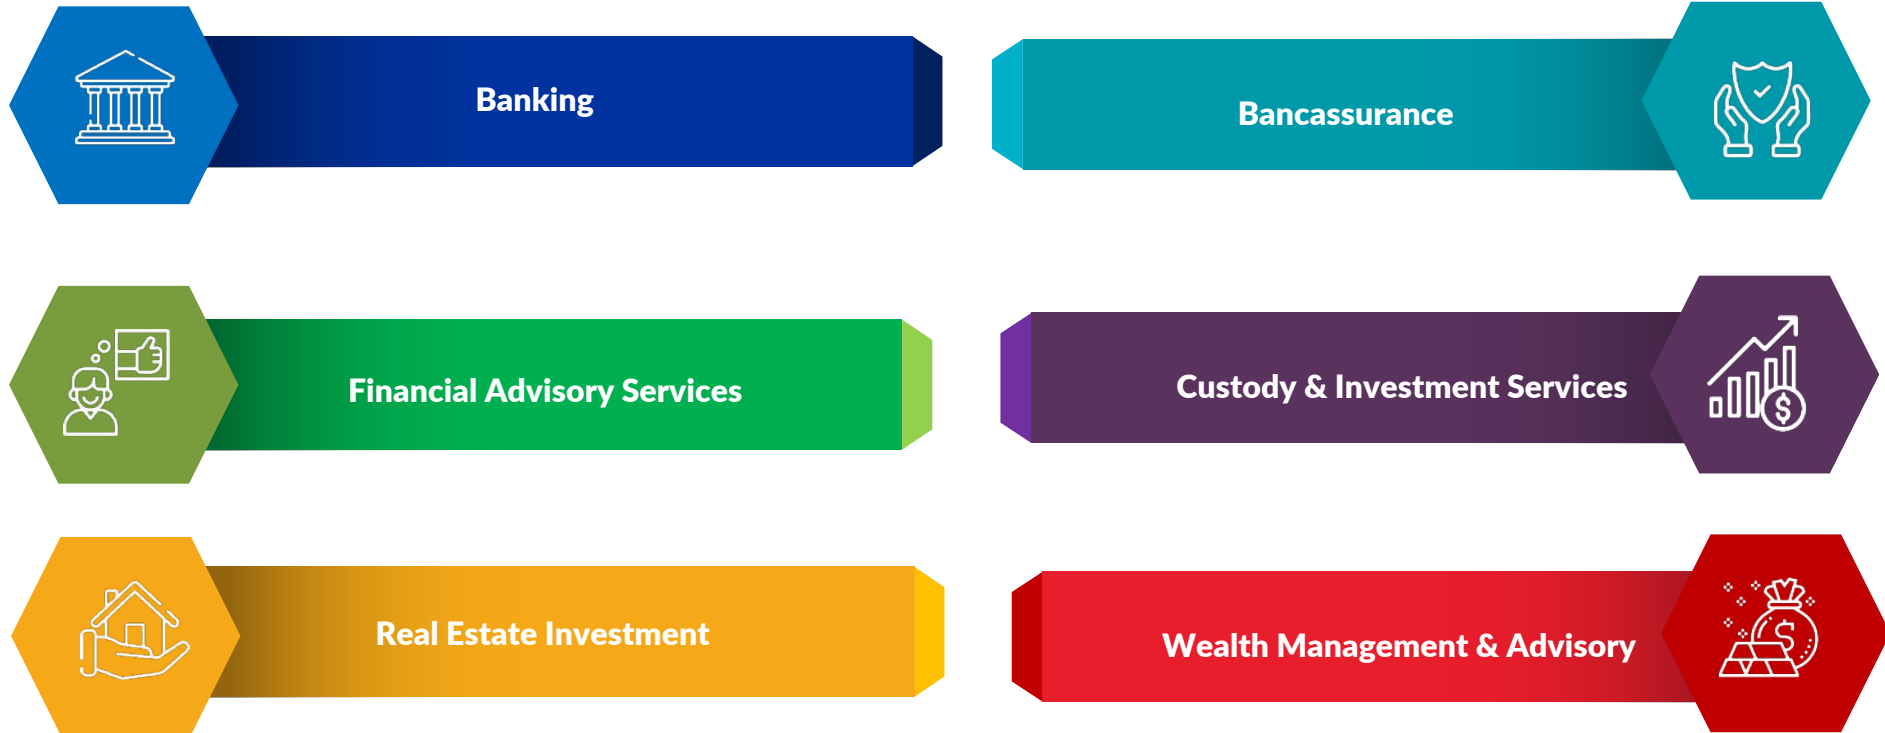 Banking
Bancassurance
Financial Advisory Services
Custody & Investment Services
Real Estate Investment
Wealth Management & Advisory